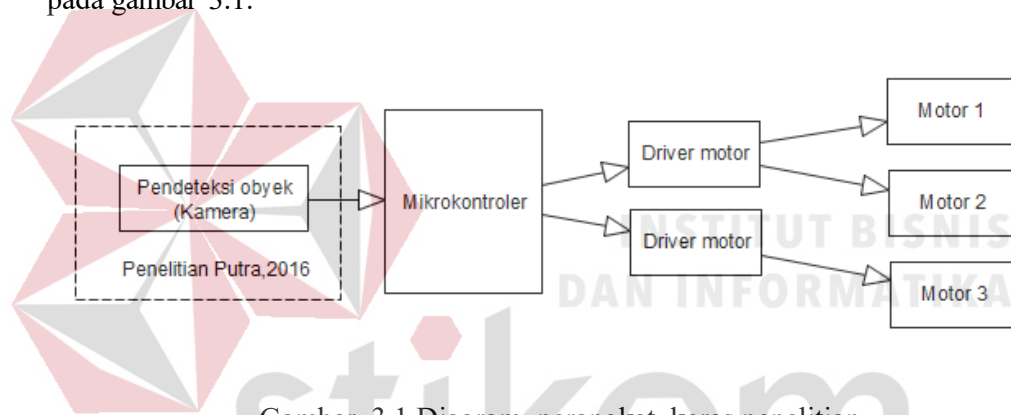 pada gambar 3.1.
Pendeteksi obyek
(Kamera)
Penelitian Putra,2016
Mikrokontroler
Driver motor
Driver motor
Motor 1
Motor 2
Motor 3
INSTITUT BISNIS
DAN INFORMATIKA
stikom
Gambar 3.1 Diagram perangkat keras penelitian